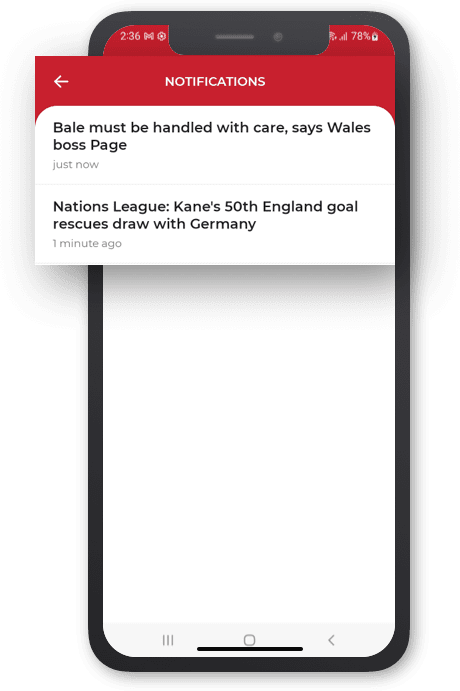 2:36 78%
NOTIFICATIONS
Bale must be handled with care, says Wales
boss Page
just now
Nations League: Kane's 50th England goal
rescues draw with Germany
1 minute ago